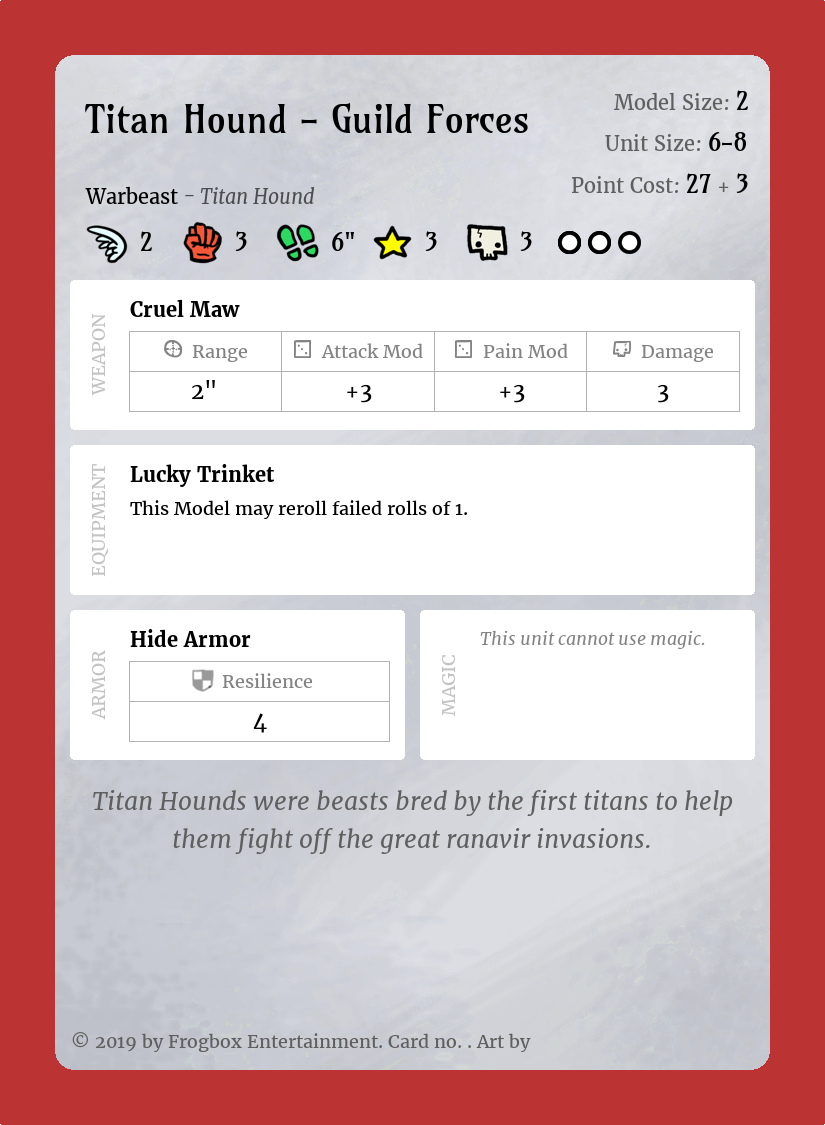 Titan Hound – Guild Forces
Model Size: 2
Unit Size: 6-8
Point Cost: 27 + 3
Warbeast - Titan Hound
2 3 6" 3 3
WEAPON
Cruel Maw
Range Attack Mod Pain Mod Damage
2" +3 +3 3
EQUIPMENT
Lucky Trinket
This Model may reroll failed rolls of 1.
ARMOR
Hide Armor
Resilience
4
MAGIC
This unit cannot use magic.
Titan Hounds were beasts bred by the first titans to help
them fight off the great ranavir invasions.
© 2019 by Frogbox Entertainment. Card no. . Art by